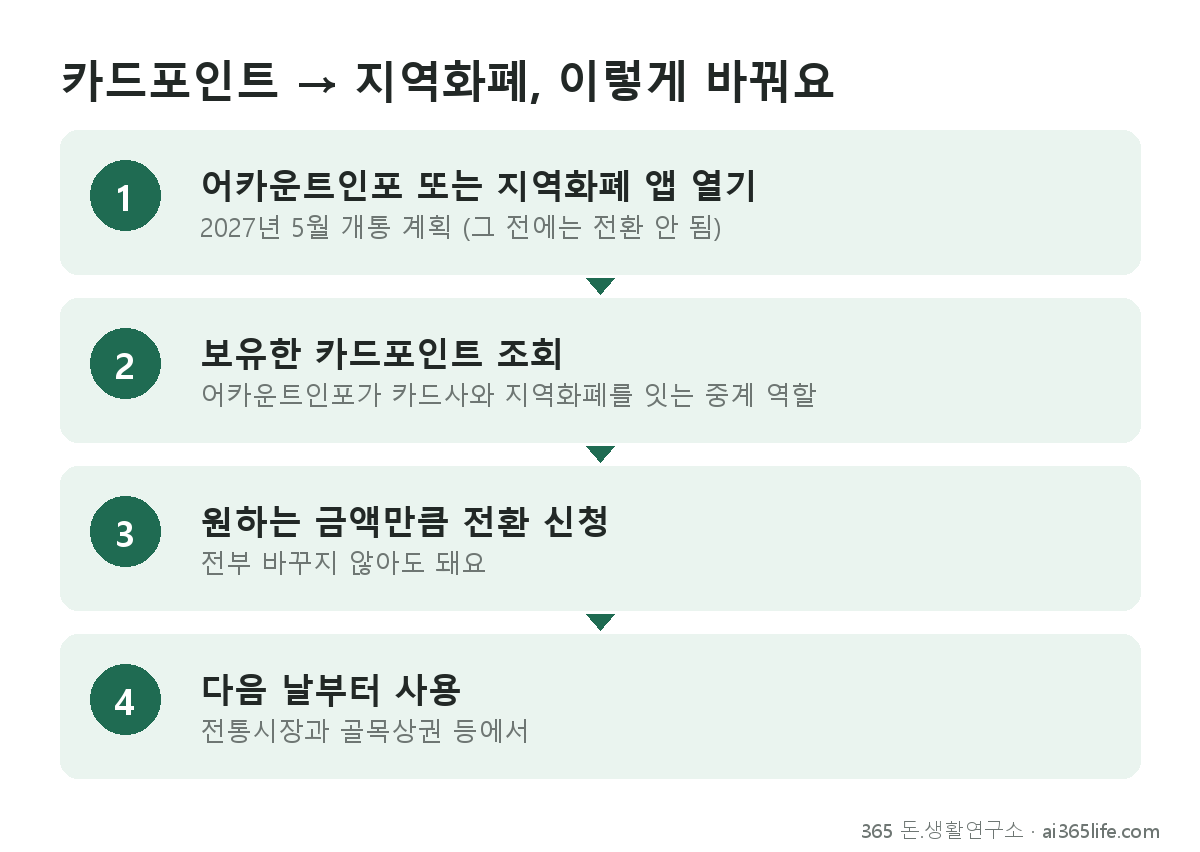 카드포인트 → 지역화폐, 이렇게 바꿔요
1
어카운트인포 또는 지역화폐 앱 열기
2027년 5월 개통 계획 (그 전에는 전환 안 됨)
2
보유한 카드포인트 조회
어카운트인포가 카드사와 지역화폐를 잇는 중계 역할
3
원하는 금액만큼 전환 신청
전부 바꾸지 않아도 돼요
4
다음 날부터 사용
전통시장과 골목상권 등에서
365 돈.생활연구소 · ai365life.com